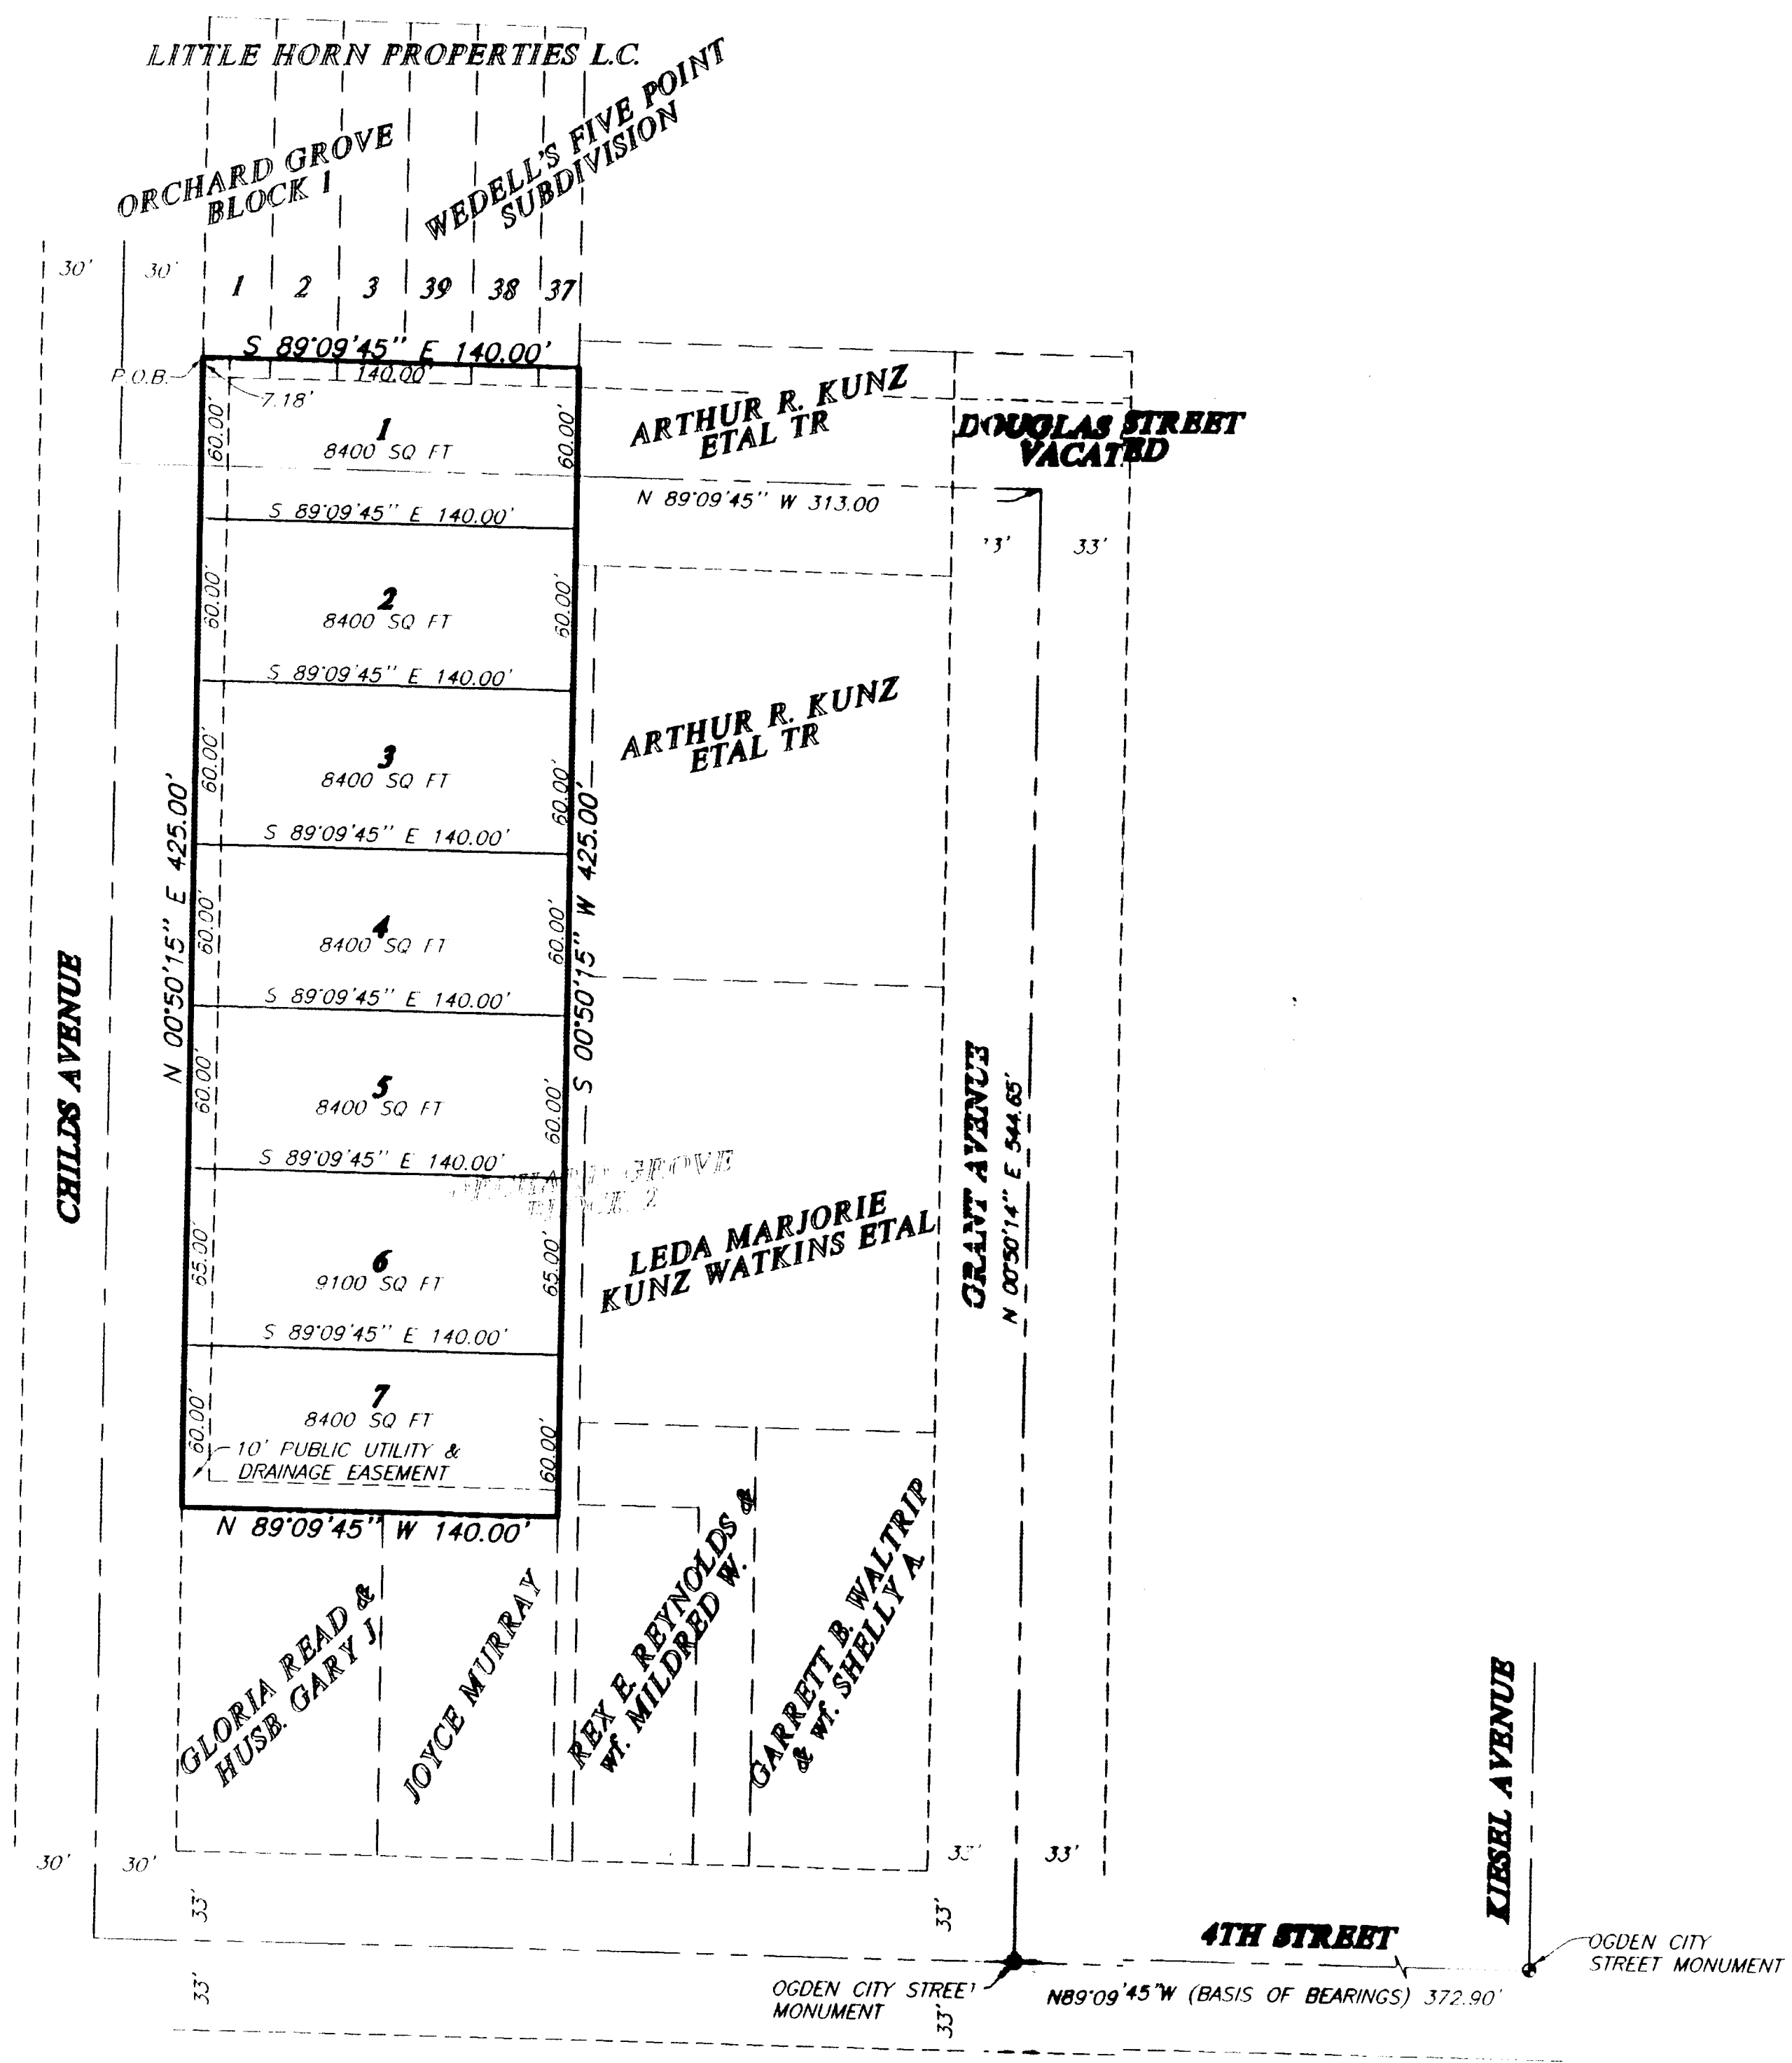 LITTLE HORN PROPERTIES L.C.
ORCHARD GROVE
BLOCK 1
WEDELL'S FIVE POINT
SUBDIVISION
30'
30'
1
2
3
39
38
37
S 89°09'45" E 140.00'
140.00'
P.O.B.
7.18'
60.00'
1
8400 SQ FT
60.00'
ARTHUR R. KUNZ
ETAL TR
DOUGLAS STREET
VACATED
N 89°09'45" W 313.00
S 89°09'45" E 140.00'
33'
60.00'
2
8400 SQ FT
60.00'
S 89°09'45" E 140.00'
ARTHUR R. KUNZ
ETAL TR
60.00'
3
8400 SQ FT
60.00'
S 89°09'45" E 140.00'
N 00°50'15" E 425.00'
S 00°50'15" W 425.00'
60.00'
4
8400 SQ FT
60.00'
S 89°09'45" E 140.00'
CHILDS AVENUE
60.00'
5
8400 SQ FT
60.00'
S 89°09'45" E 140.00'
GROVE
2
GRANT AVENUE
N 00°50'14" E 544.65'
LEDA MARJORIE
KUNZ WATKINS ETAL
65.00'
6
9100 SQ FT
65.00'
S 89°09'45" E 140.00'
60.00'
7
8400 SQ FT
60.00'
10' PUBLIC UTILITY &
DRAINAGE EASEMENT
N 89°09'45" W 140.00'
GLORIA READ &
HUSB. GARY J.
JOYCE MURRAY
REX E. REYNOLDS &
wf. MILDRED W.
GARRETT B. WALTRIP
& wf. SHELLY A.
KIESEL AVENUE
30'
30'
33'
33'
33'
33'
4TH STREET
OGDEN CITY
STREET MONUMENT
33'
OGDEN CITY STREET
MONUMENT
33'
N89°09'45"W (BASIS OF BEARINGS) 372.90'